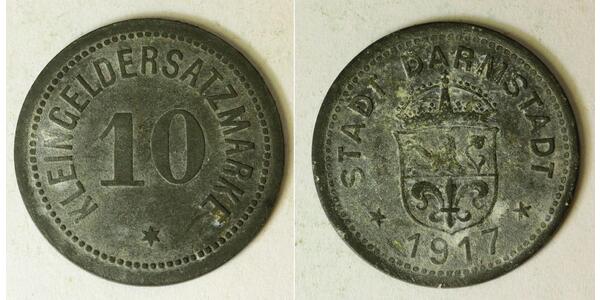 KLEINGELDERSATZMARKE
10
STADT DARMSTADT
1917